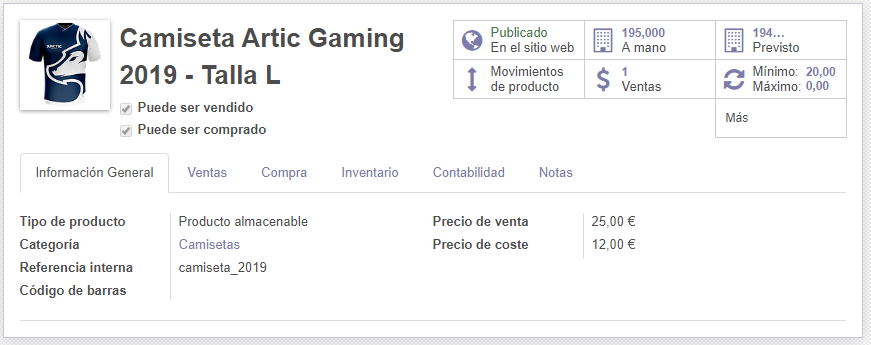 Camiseta Artic Gaming
2019 - Talla L
Puede ser vendido
Puede ser comprado
Publicado
En el sitio web
195,000
A mano
194...
Previsto
Movimientos
de producto
1
Ventas
Mínimo: 20,00
Máximo: 0,00
Más
Información General
Ventas
Compra
Inventario
Contabilidad
Notas
Tipo de producto Producto almacenable
Categoría Camisetas
Referencia interna camiseta_2019
Código de barras
Precio de venta 25,00 €
Precio de coste 12,00 €